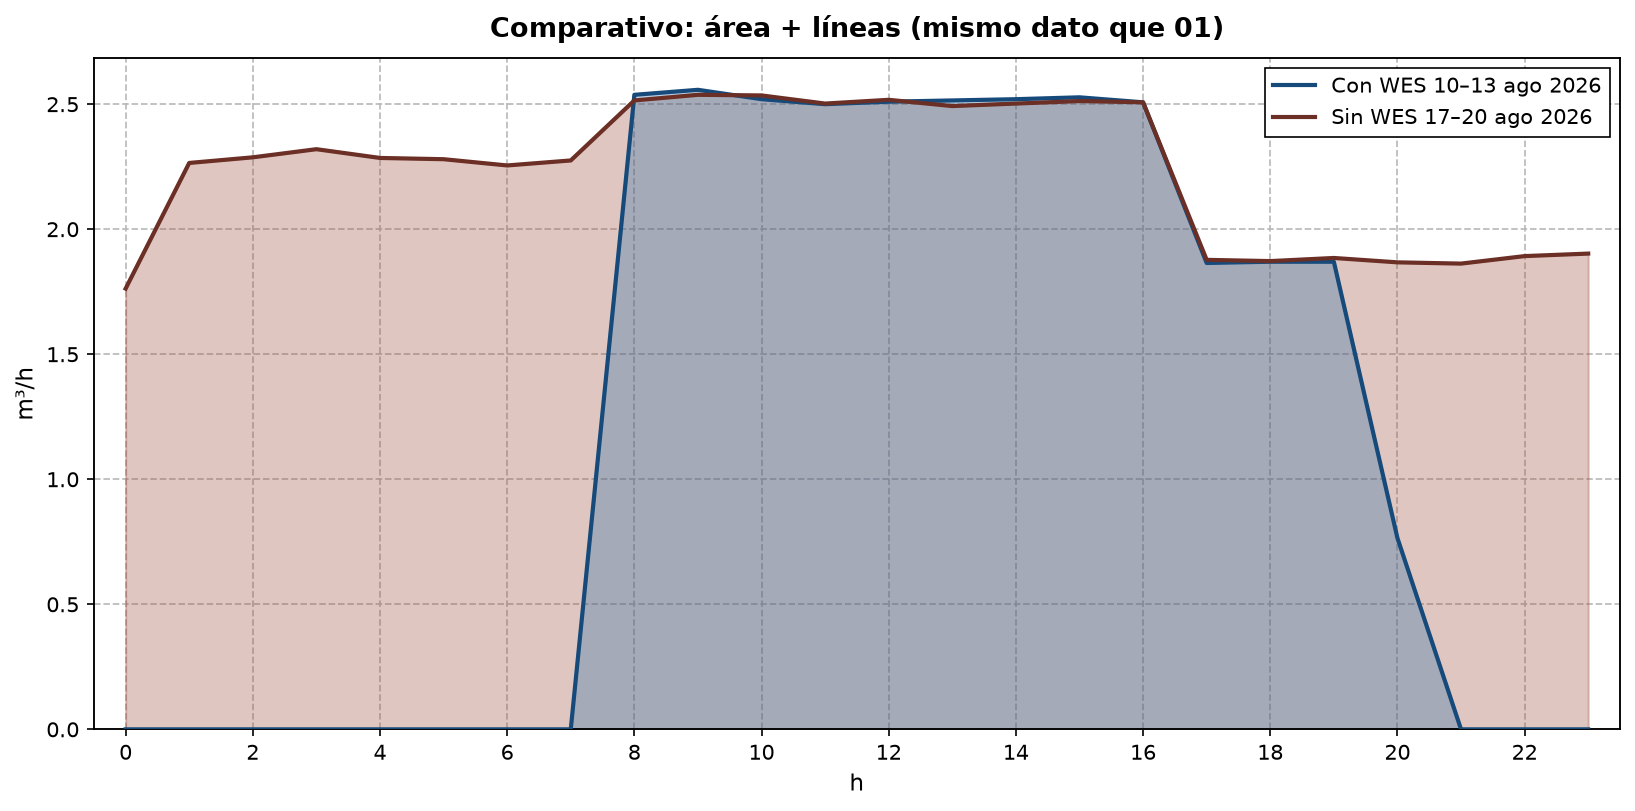 Comparativo: área + líneas (mismo dato que 01)
Con WES 10–13 ago 2026
Sin WES 17–20 ago 2026
2.5
2.0
1.5
1.0
0.5
0.0
m³/h
0 2 4 6 8 10 12 14 16 18 20 22
h